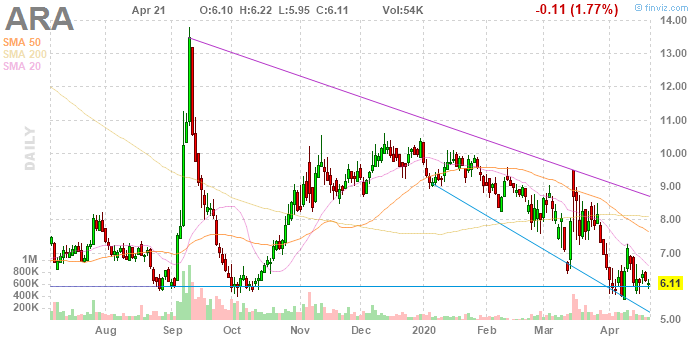 © finviz.com
ARA
Apr 21 O:6.10 H:6.22 L:5.95 C:6.11 Vol:54K -0.11 (1.77%)
SMA 50
SMA 200
SMA 20
DAILY
14.00
13.00
12.00
11.00
10.00
9.00
8.00
7.00
6.11
5.00
1M
800K
600K
400K
200K
Aug Sep Oct Nov Dec 2020 Feb Mar Apr